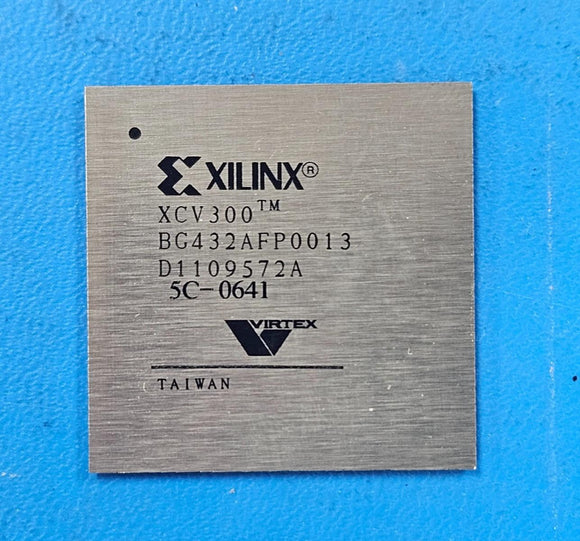 XILINX®
XCV300™
BG432AFP0013
D1109572A
5C-0641
VIRTEX
TAIWAN